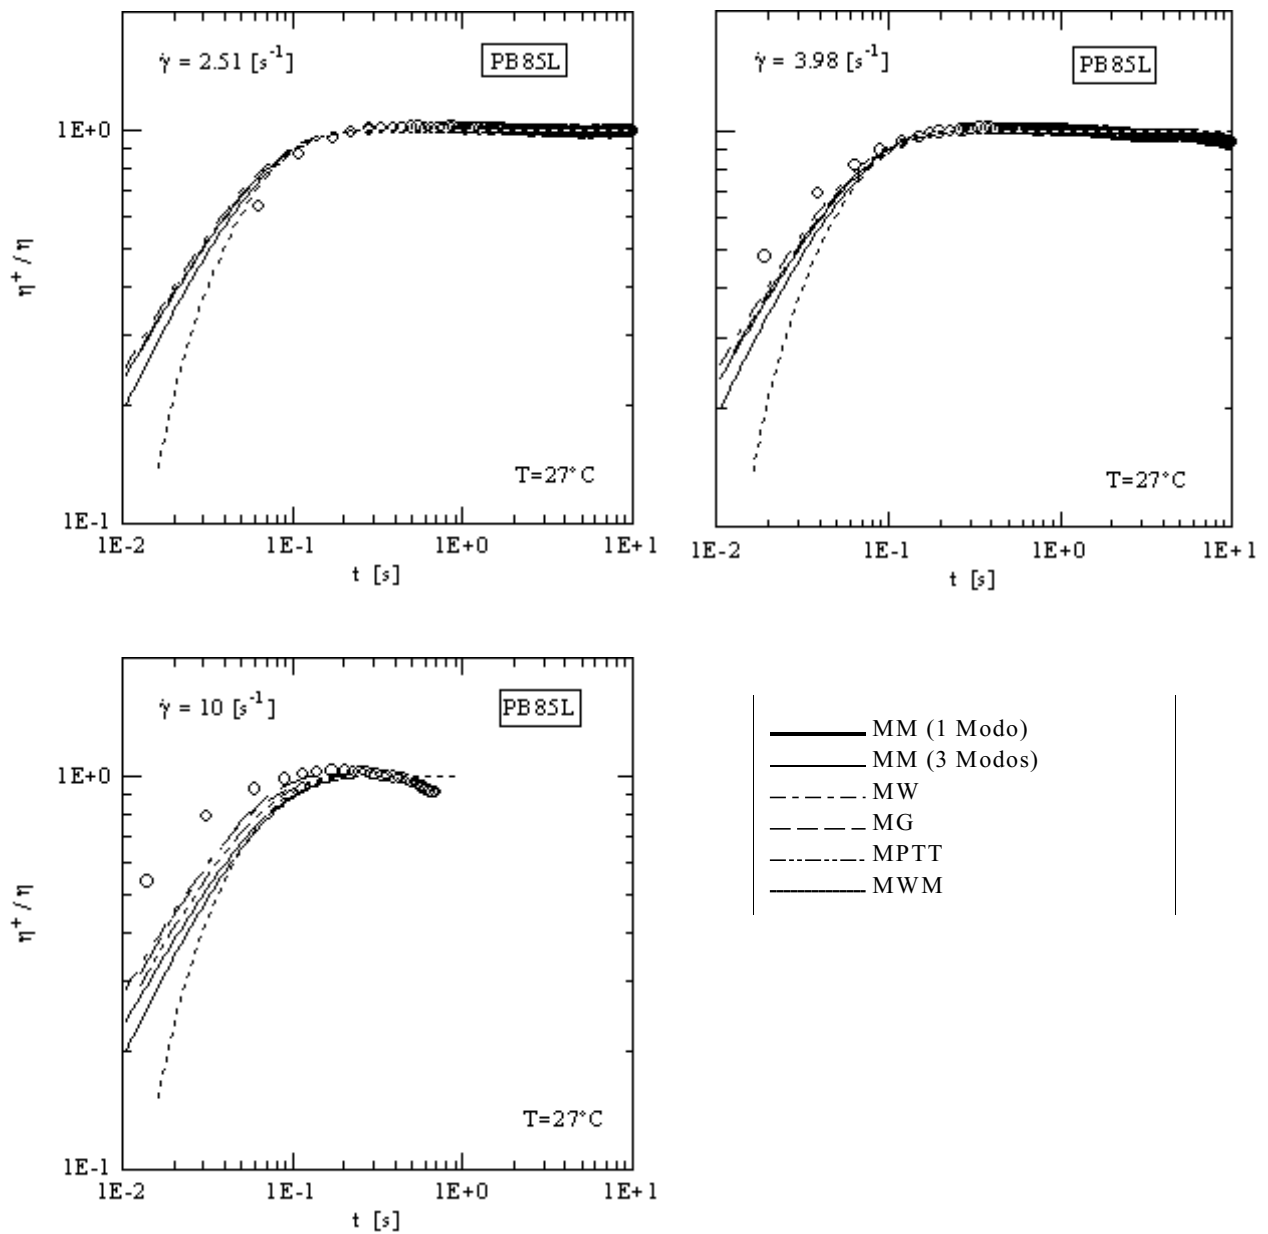 γ̇ = 2.51 [s⁻¹]
PB85L
1E+0
η⁺ / η
T=27°C
1E-1
1E-2 1E-1 1E+0 1E+1
t [s]
γ̇ = 3.98 [s⁻¹]
PB85L
T=27°C
1E-2 1E-1 1E+0 1E+1
t [s]
γ̇ = 10 [s⁻¹]
PB85L
1E+0
η⁺ / η
T=27°C
1E-1
1E-2 1E-1 1E+0 1E+1
t [s]
MM (1 Modo)
MM (3 Modos)
MW
MG
MPTT
MWM